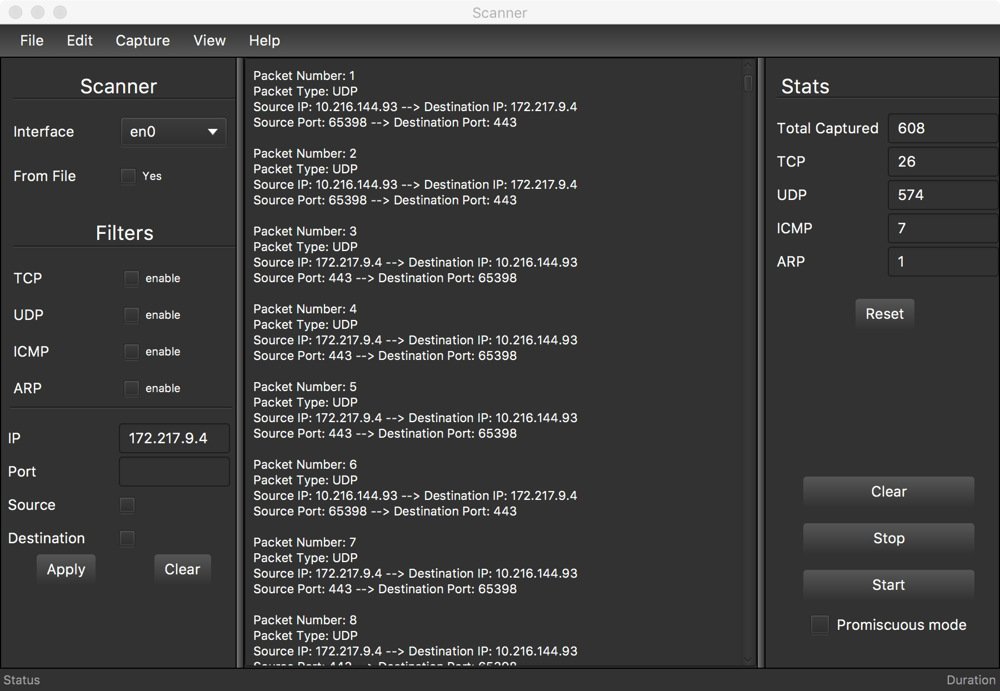 Scanner
File Edit Capture View Help
Scanner
Interface en0
From File Yes
Filters
TCP enable
UDP enable
ICMP enable
ARP enable
IP 172.217.9.4
Port
Source
Destination
Apply Clear
Packet Number: 1
Packet Type: UDP
Source IP: 10.216.144.93 --> Destination IP: 172.217.9.4
Source Port: 65398 --> Destination Port: 443
Packet Number: 2
Packet Type: UDP
Source IP: 10.216.144.93 --> Destination IP: 172.217.9.4
Source Port: 65398 --> Destination Port: 443
Packet Number: 3
Packet Type: UDP
Source IP: 172.217.9.4 --> Destination IP: 10.216.144.93
Source Port: 443 --> Destination Port: 65398
Packet Number: 4
Packet Type: UDP
Source IP: 172.217.9.4 --> Destination IP: 10.216.144.93
Source Port: 443 --> Destination Port: 65398
Packet Number: 5
Packet Type: UDP
Source IP: 172.217.9.4 --> Destination IP: 10.216.144.93
Source Port: 443 --> Destination Port: 65398
Packet Number: 6
Packet Type: UDP
Source IP: 10.216.144.93 --> Destination IP: 172.217.9.4
Source Port: 65398 --> Destination Port: 443
Packet Number: 7
Packet Type: UDP
Source IP: 172.217.9.4 --> Destination IP: 10.216.144.93
Source Port: 443 --> Destination Port: 65398
Packet Number: 8
Packet Type: UDP
Source IP: 172.217.9.4 --> Destination IP: 10.216.144.93
Source Port: 443 --> Destination Port: 65398
Stats
Total Captured 608
TCP 26
UDP 574
ICMP 7
ARP 1
Reset
Clear
Stop
Start
Promiscuous mode
Status Duration